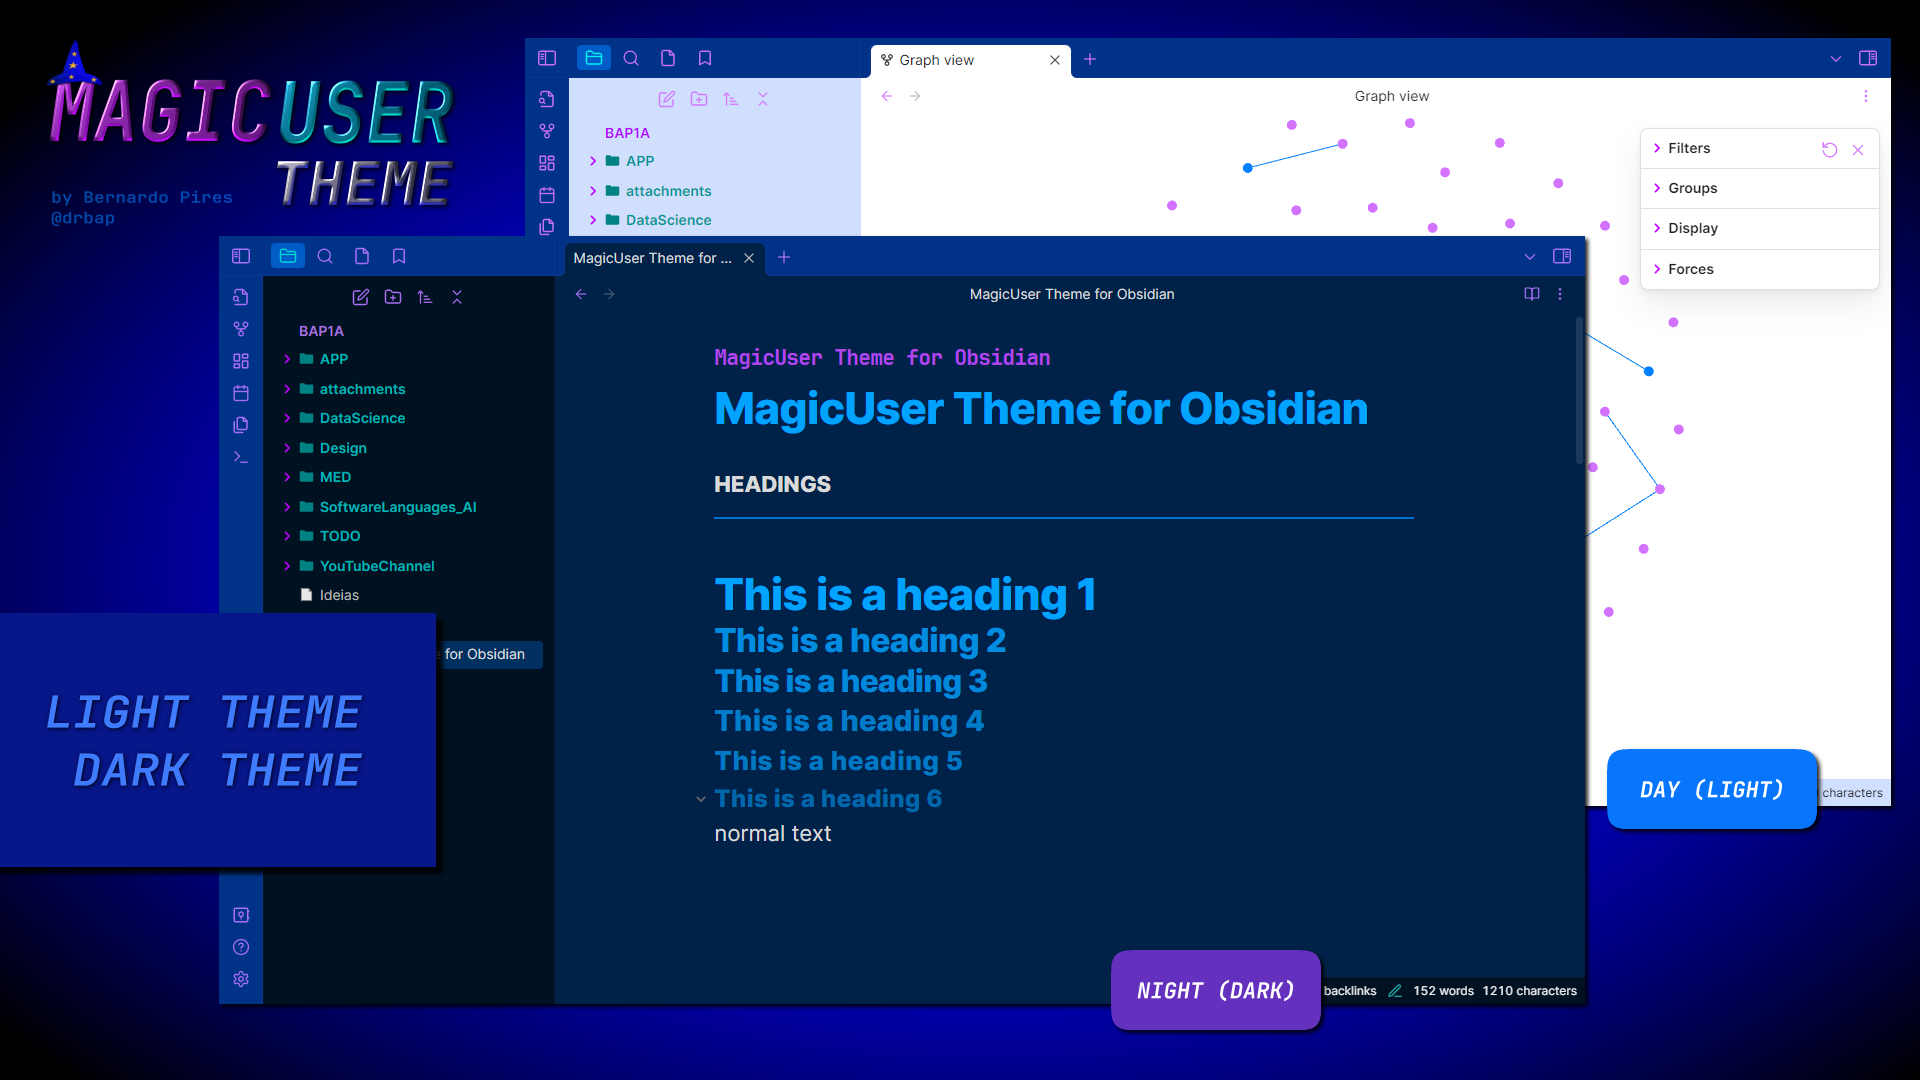 MAGICUSER
THEME
by Bernardo Pires
@drbap
Graph view
Graph view
BAP1A
APP
attachments
DataScience
Filters
Groups
Display
Forces
MagicUser Theme for ...
MagicUser Theme for Obsidian
BAP1A
APP
attachments
DataScience
Design
MED
SoftwareLanguages_AI
TODO
YouTubeChannel
Ideias
for Obsidian
MagicUser Theme for Obsidian
MagicUser Theme for Obsidian
HEADINGS
This is a heading 1
This is a heading 2
This is a heading 3
This is a heading 4
This is a heading 5
This is a heading 6
normal text
LIGHT THEME
DARK THEME
DAY (LIGHT)
characters
NIGHT (DARK)
backlinks 152 words 1210 characters